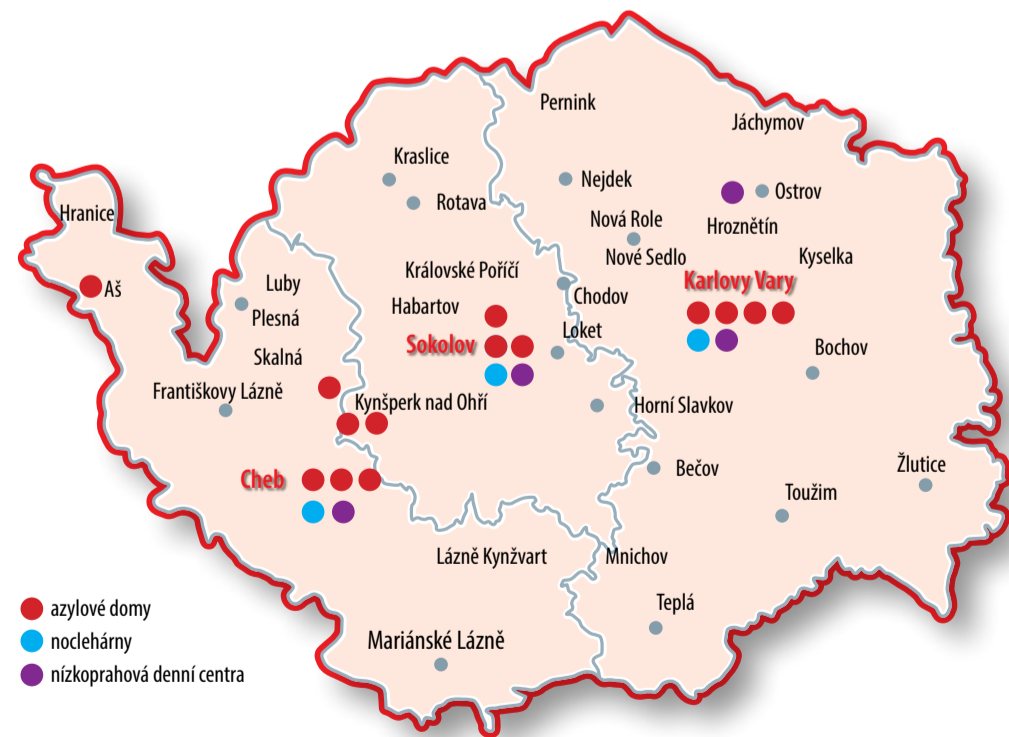 Pernink
Jáchymov
Kraslice
Nejdek
Ostrov
Rotava
Hranice
Nová Role
Hroznětín
Nové Sedlo
Kyselka
Královské Poříčí
Karlovy Vary
Luby
Aš
Chodov
Habartov
Plesná
Loket
Sokolov
Bochov
Skalná
Františkovy Lázně
Kynšperk nad Ohří
Horní Slavkov
Bečov
Žlutice
Cheb
Toužim
Lázně Kynžvart
Mnichov
Teplá
Mariánské Lázně
azylové domy
noclehárny
nízkoprahová denní centra